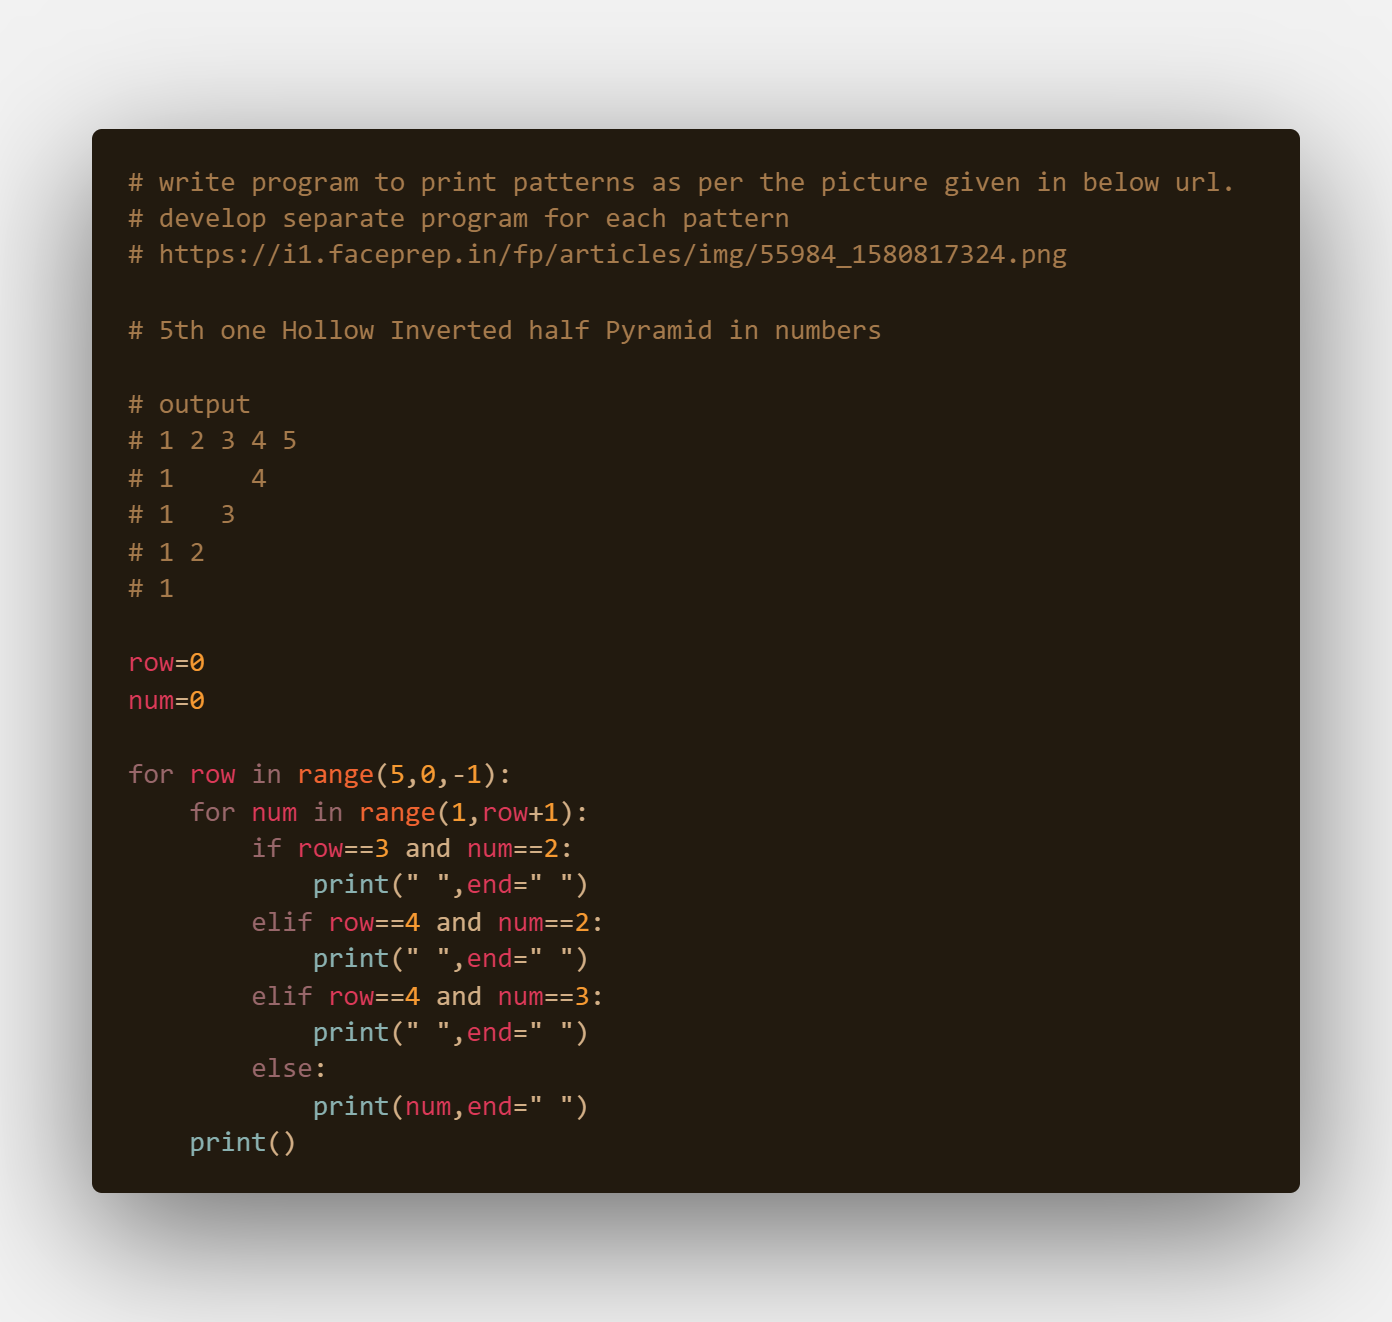 # write program to print patterns as per the picture given in below url.
# develop separate program for each pattern
# https://i1.faceprep.in/fp/articles/img/55984_1580817324.png

# 5th one Hollow Inverted half Pyramid in numbers

# output
# 1 2 3 4 5
# 1     4
# 1   3
# 1 2
# 1

row=0
num=0

for row in range(5,0,-1):
    for num in range(1,row+1):
        if row==3 and num==2:
            print(" ",end=" ")
        elif row==4 and num==2:
            print(" ",end=" ")
        elif row==4 and num==3:
            print(" ",end=" ")
        else:
            print(num,end=" ")
    print()